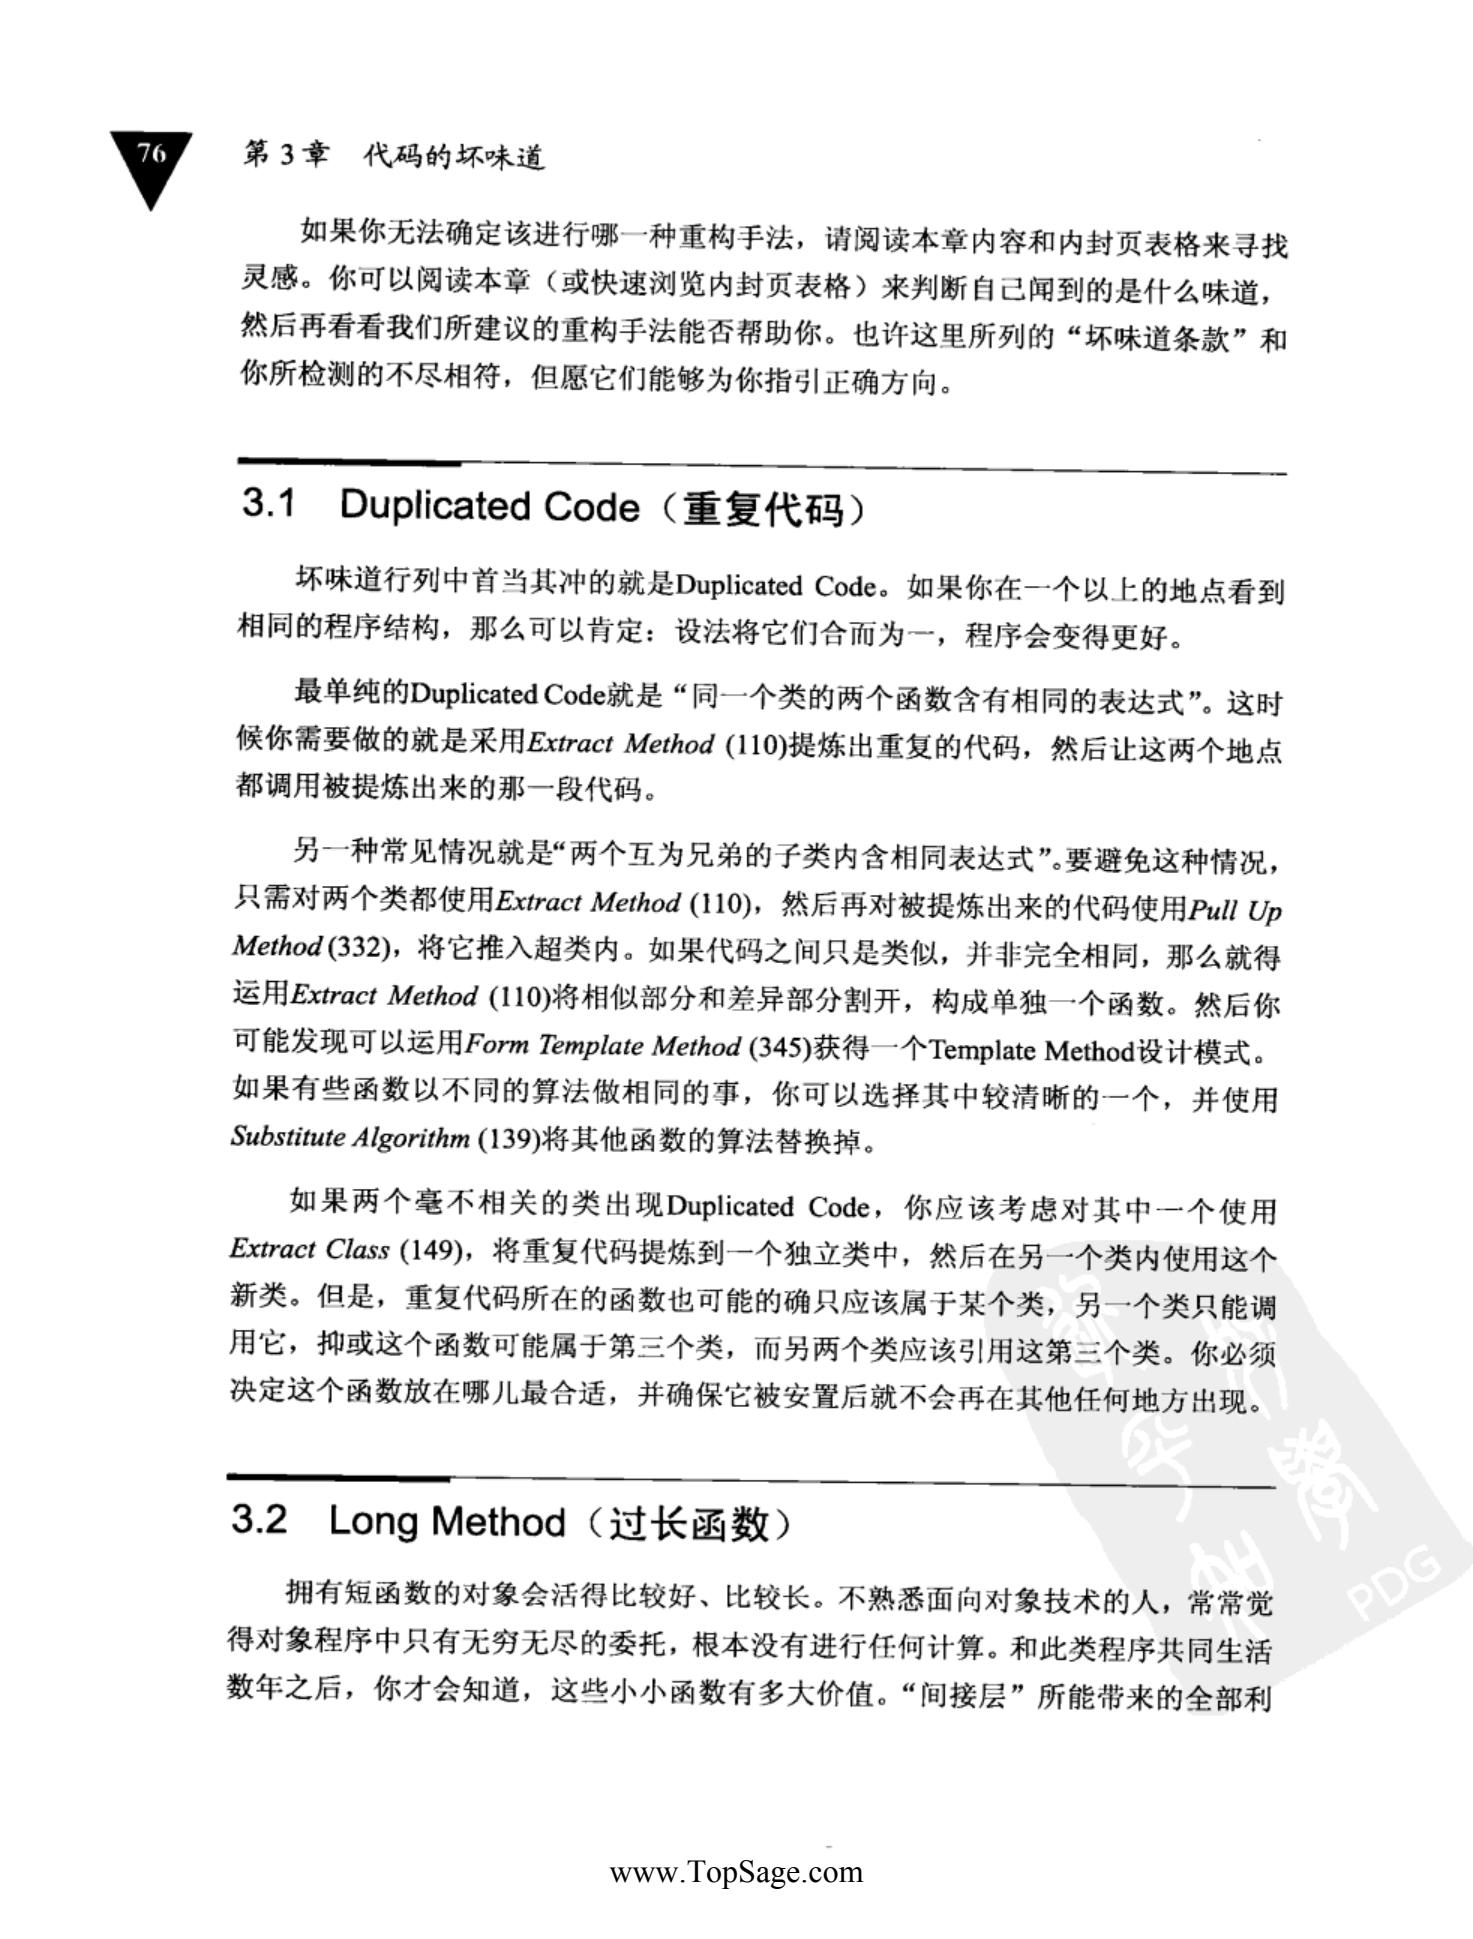 76
第3章 代码的坏味道
如果你无法确定该进行哪一种重构手法，请阅读本章内容和内封页表格来寻找
灵感。你可以阅读本章（或快速浏览内封页表格）来判断自己闻到的是什么味道，
然后再看看我们所建议的重构手法能否帮助你。也许这里所列的“坏味道条款”和
你所检测的不尽相符，但愿它们能够为你指引正确方向。
3.1 Duplicated Code（重复代码）
坏味道行列中首当其冲的就是Duplicated Code。如果你在一个以上的地点看到
相同的程序结构，那么可以肯定：设法将它们合而为一，程序会变得更好。
最单纯的Duplicated Code就是“同一个类的两个函数含有相同的表达式”。这时
候你需要做的就是采用Extract Method (110)提炼出重复的代码，然后让这两个地点
都调用被提炼出来的那一段代码。
另一种常见情况就是“两个互为兄弟的子类内含相同表达式”。要避免这种情况，
只需对两个类都使用Extract Method (110)，然后再对被提炼出来的代码使用Pull Up
Method (332)，将它推入超类内。如果代码之间只是类似，并非完全相同，那么就得
运用Extract Method (110)将相似部分和差异部分割开，构成单独一个函数。然后你
可能发现可以运用Form Template Method (345)获得一个Template Method设计模式。
如果有些函数以不同的算法做相同的事，你可以选择其中较清晰的一个，并使用
Substitute Algorithm (139)将其他函数的算法替换掉。
如果两个毫不相关的类出现Duplicated Code，你应该考虑对其中一个使用
Extract Class (149)，将重复代码提炼到一个独立类中，然后在另一个类内使用这个
新类。但是，重复代码所在的函数也可能的确只应该属于某个类，另一个类只能调
用它，抑或这个函数可能属于第三个类，而另两个类应该引用这第三个类。你必须
决定这个函数放在哪儿最合适，并确保它被安置后就不会再在其他任何地方出现。
3.2 Long Method（过长函数）
拥有短函数的对象会活得比较好、比较长。不熟悉面向对象技术的人，常常觉
得对象程序中只有无穷无尽的委托，根本没有进行任何计算。和此类程序共同生活
数年之后，你才会知道，这些小小函数有多大价值。“间接层”所能带来的全部利
PDG
www.TopSage.com